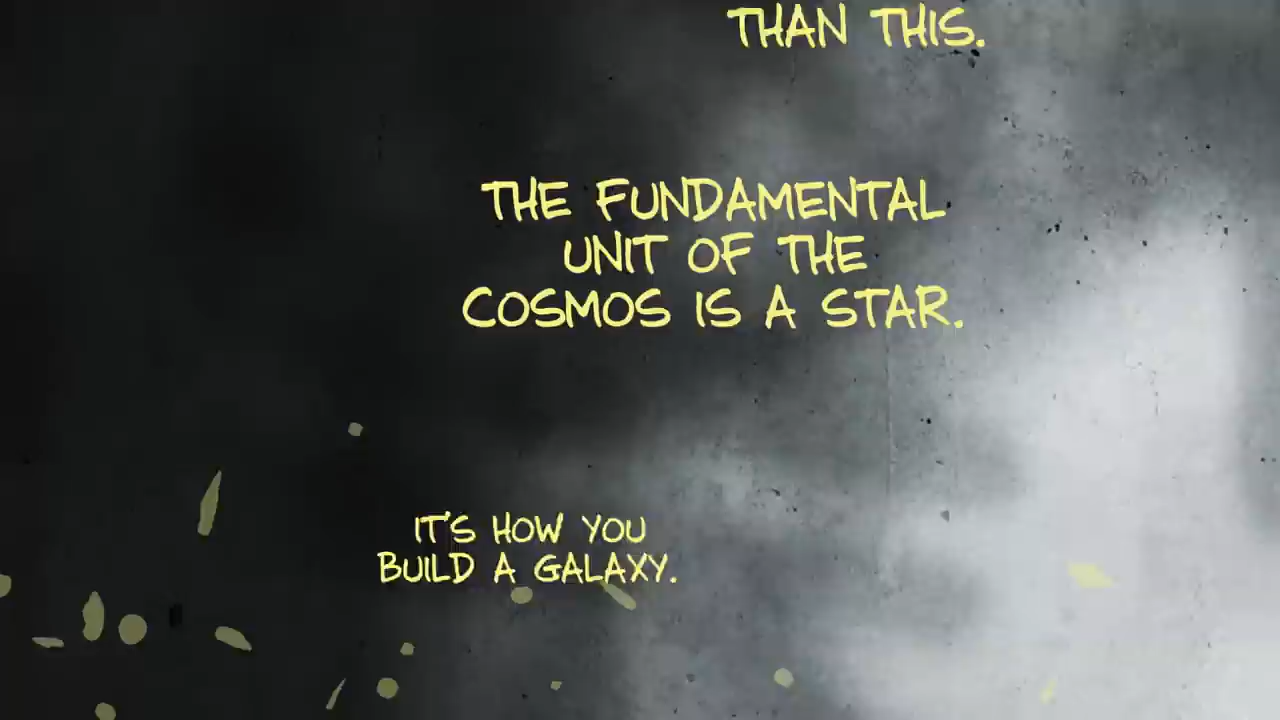 THAN THIS.
THE FUNDAMENTAL
UNIT OF THE
COSMOS IS A STAR.
IT'S HOW YOU
BUILD A GALAXY.